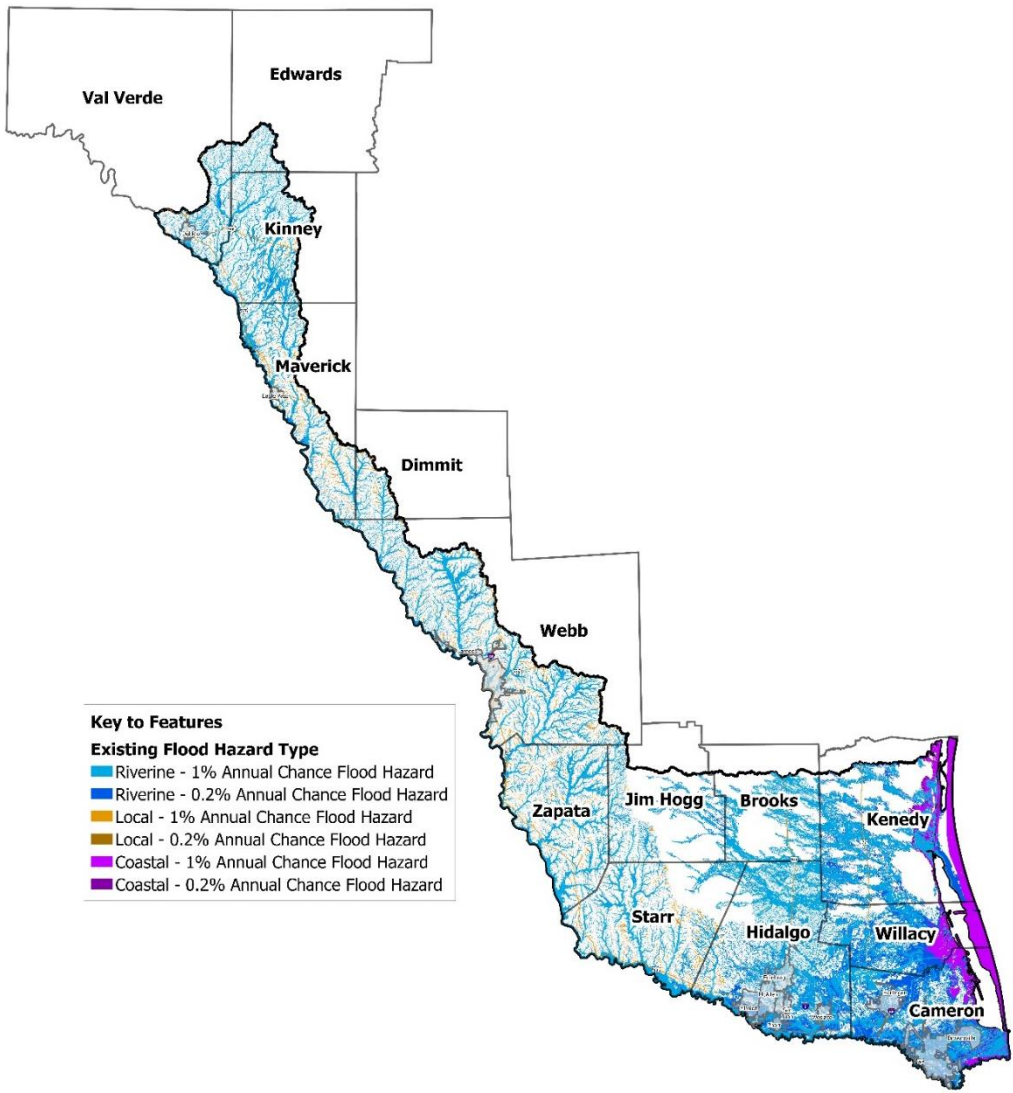 Edwards
Val Verde
Kinney
Maverick
Dimmit
Webb
Key to Features
Existing Flood Hazard Type
Riverine - 1% Annual Chance Flood Hazard
Riverine - 0.2% Annual Chance Flood Hazard
Local - 1% Annual Chance Flood Hazard
Local - 0.2% Annual Chance Flood Hazard
Coastal - 1% Annual Chance Flood Hazard
Coastal - 0.2% Annual Chance Flood Hazard
Zapata
Jim Hogg
Brooks
Kenedy
Starr
Hidalgo
Willacy
Cameron